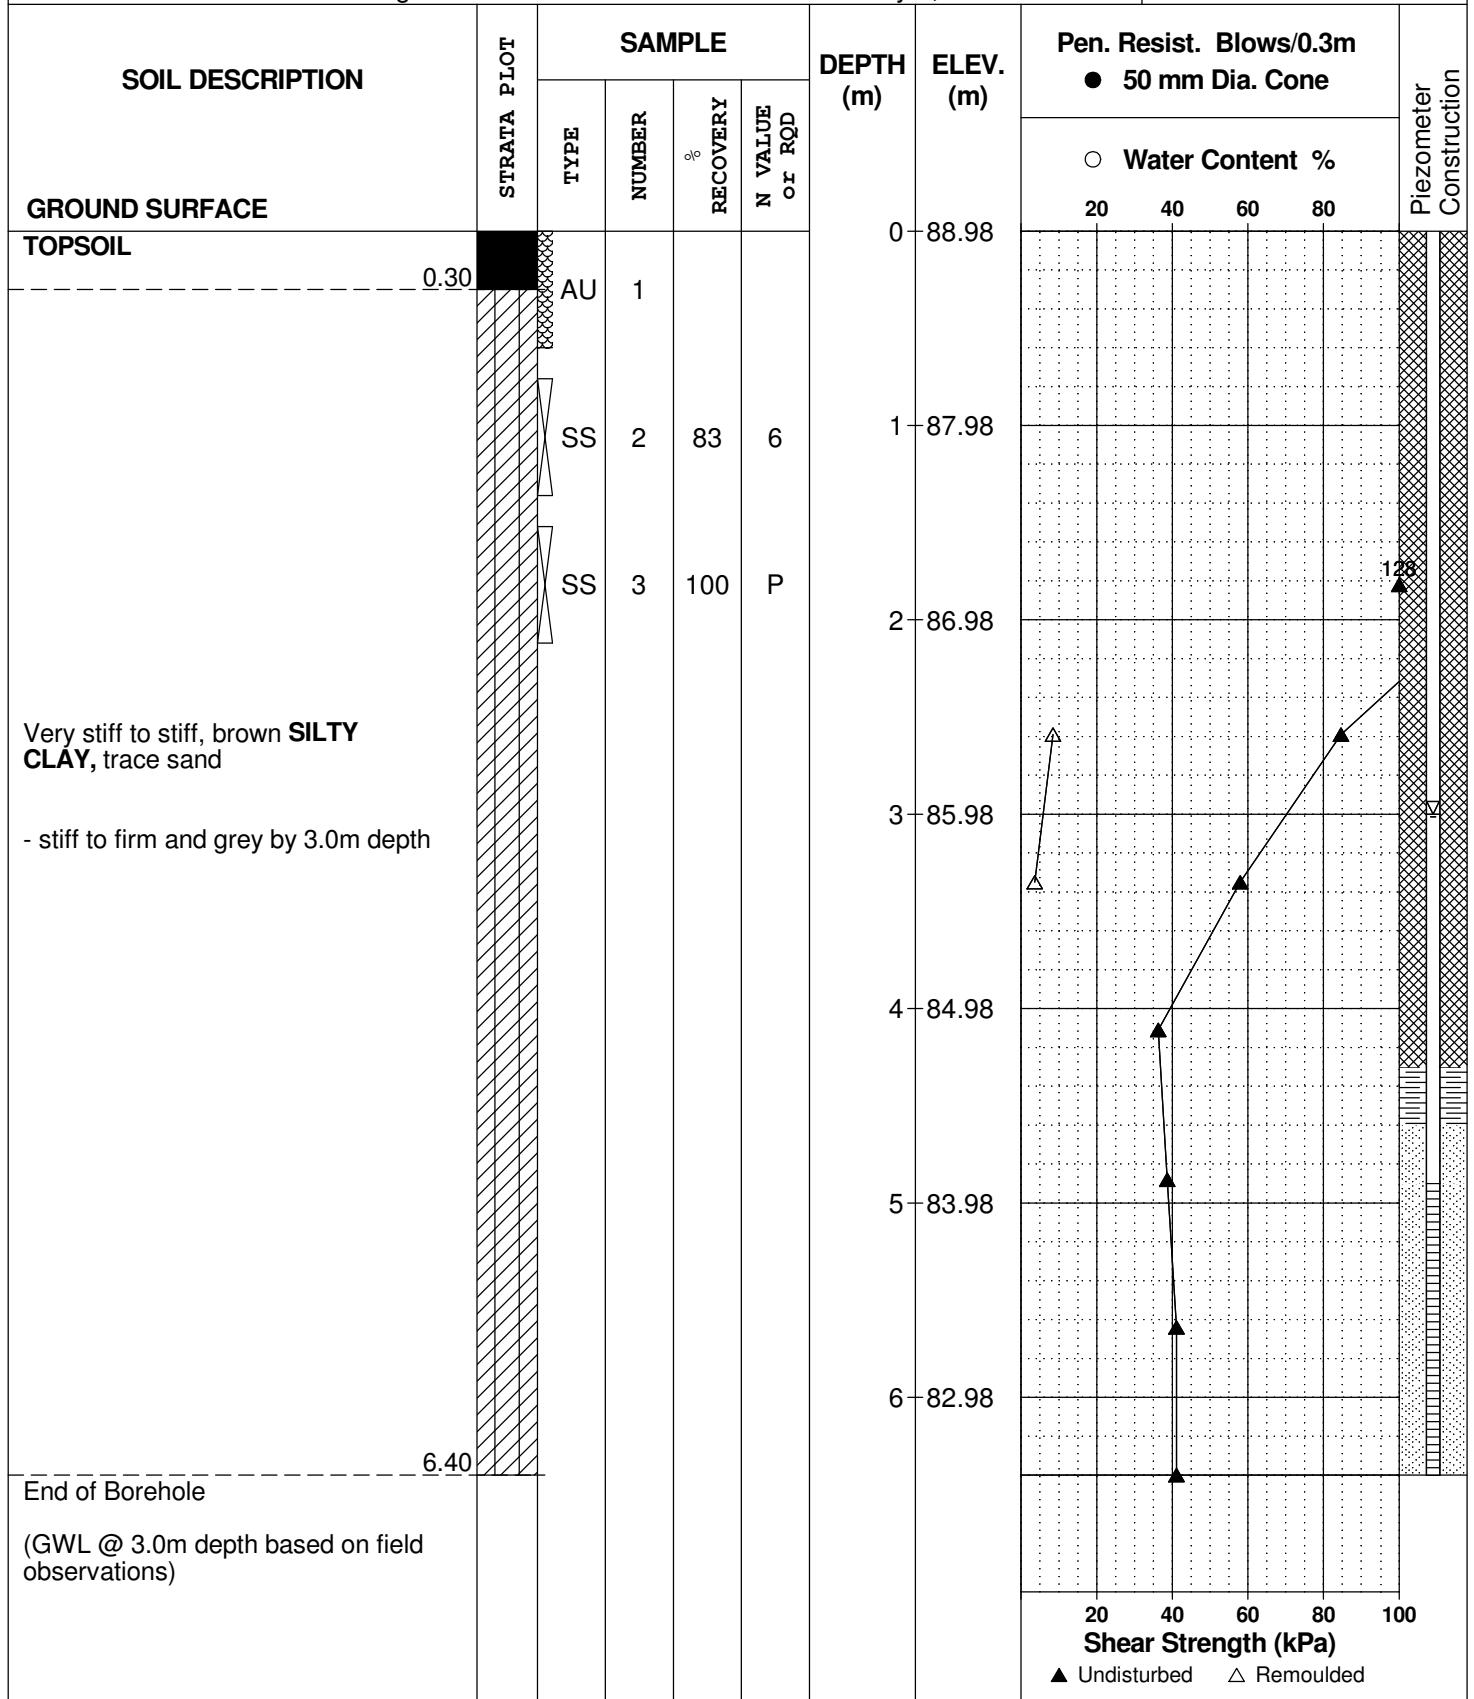 SOIL DESCRIPTION
GROUND SURFACE
STRATA PLOT
SAMPLE
TYPE
NUMBER
% RECOVERY
N VALUE or RQD
DEPTH (m)
ELEV. (m)
Pen. Resist. Blows/0.3m
● 50 mm Dia. Cone
○ Water Content %
20 40 60 80
Piezometer Construction
TOPSOIL
0.30
AU 1
SS 2 83 6
SS 3 100 P
0 88.98
1 87.98
128
2 86.98
Very stiff to stiff, brown SILTY
CLAY, trace sand
3 85.98
- stiff to firm and grey by 3.0m depth
4 84.98
5 83.98
6 82.98
6.40
End of Borehole
(GWL @ 3.0m depth based on field
observations)
20 40 60 80 100
Shear Strength (kPa)
▲ Undisturbed △ Remoulded